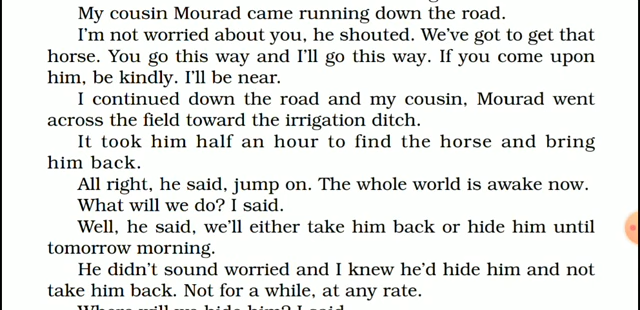 My cousin Mourad came running down the road.
I'm not worried about you, he shouted. We've got to get that
horse. You go this way and I'll go this way. If you come upon
him, be kindly. I'll be near.
I continued down the road and my cousin, Mourad went
across the field toward the irrigation ditch.
It took him half an hour to find the horse and bring
him back.
All right, he said, jump on. The whole world is awake now.
What will we do? I said.
Well, he said, we'll either take him back or hide him until
tomorrow morning.
He didn't sound worried and I knew he'd hide him and not
take him back. Not for a while, at any rate.
Where will we hide him? I said.